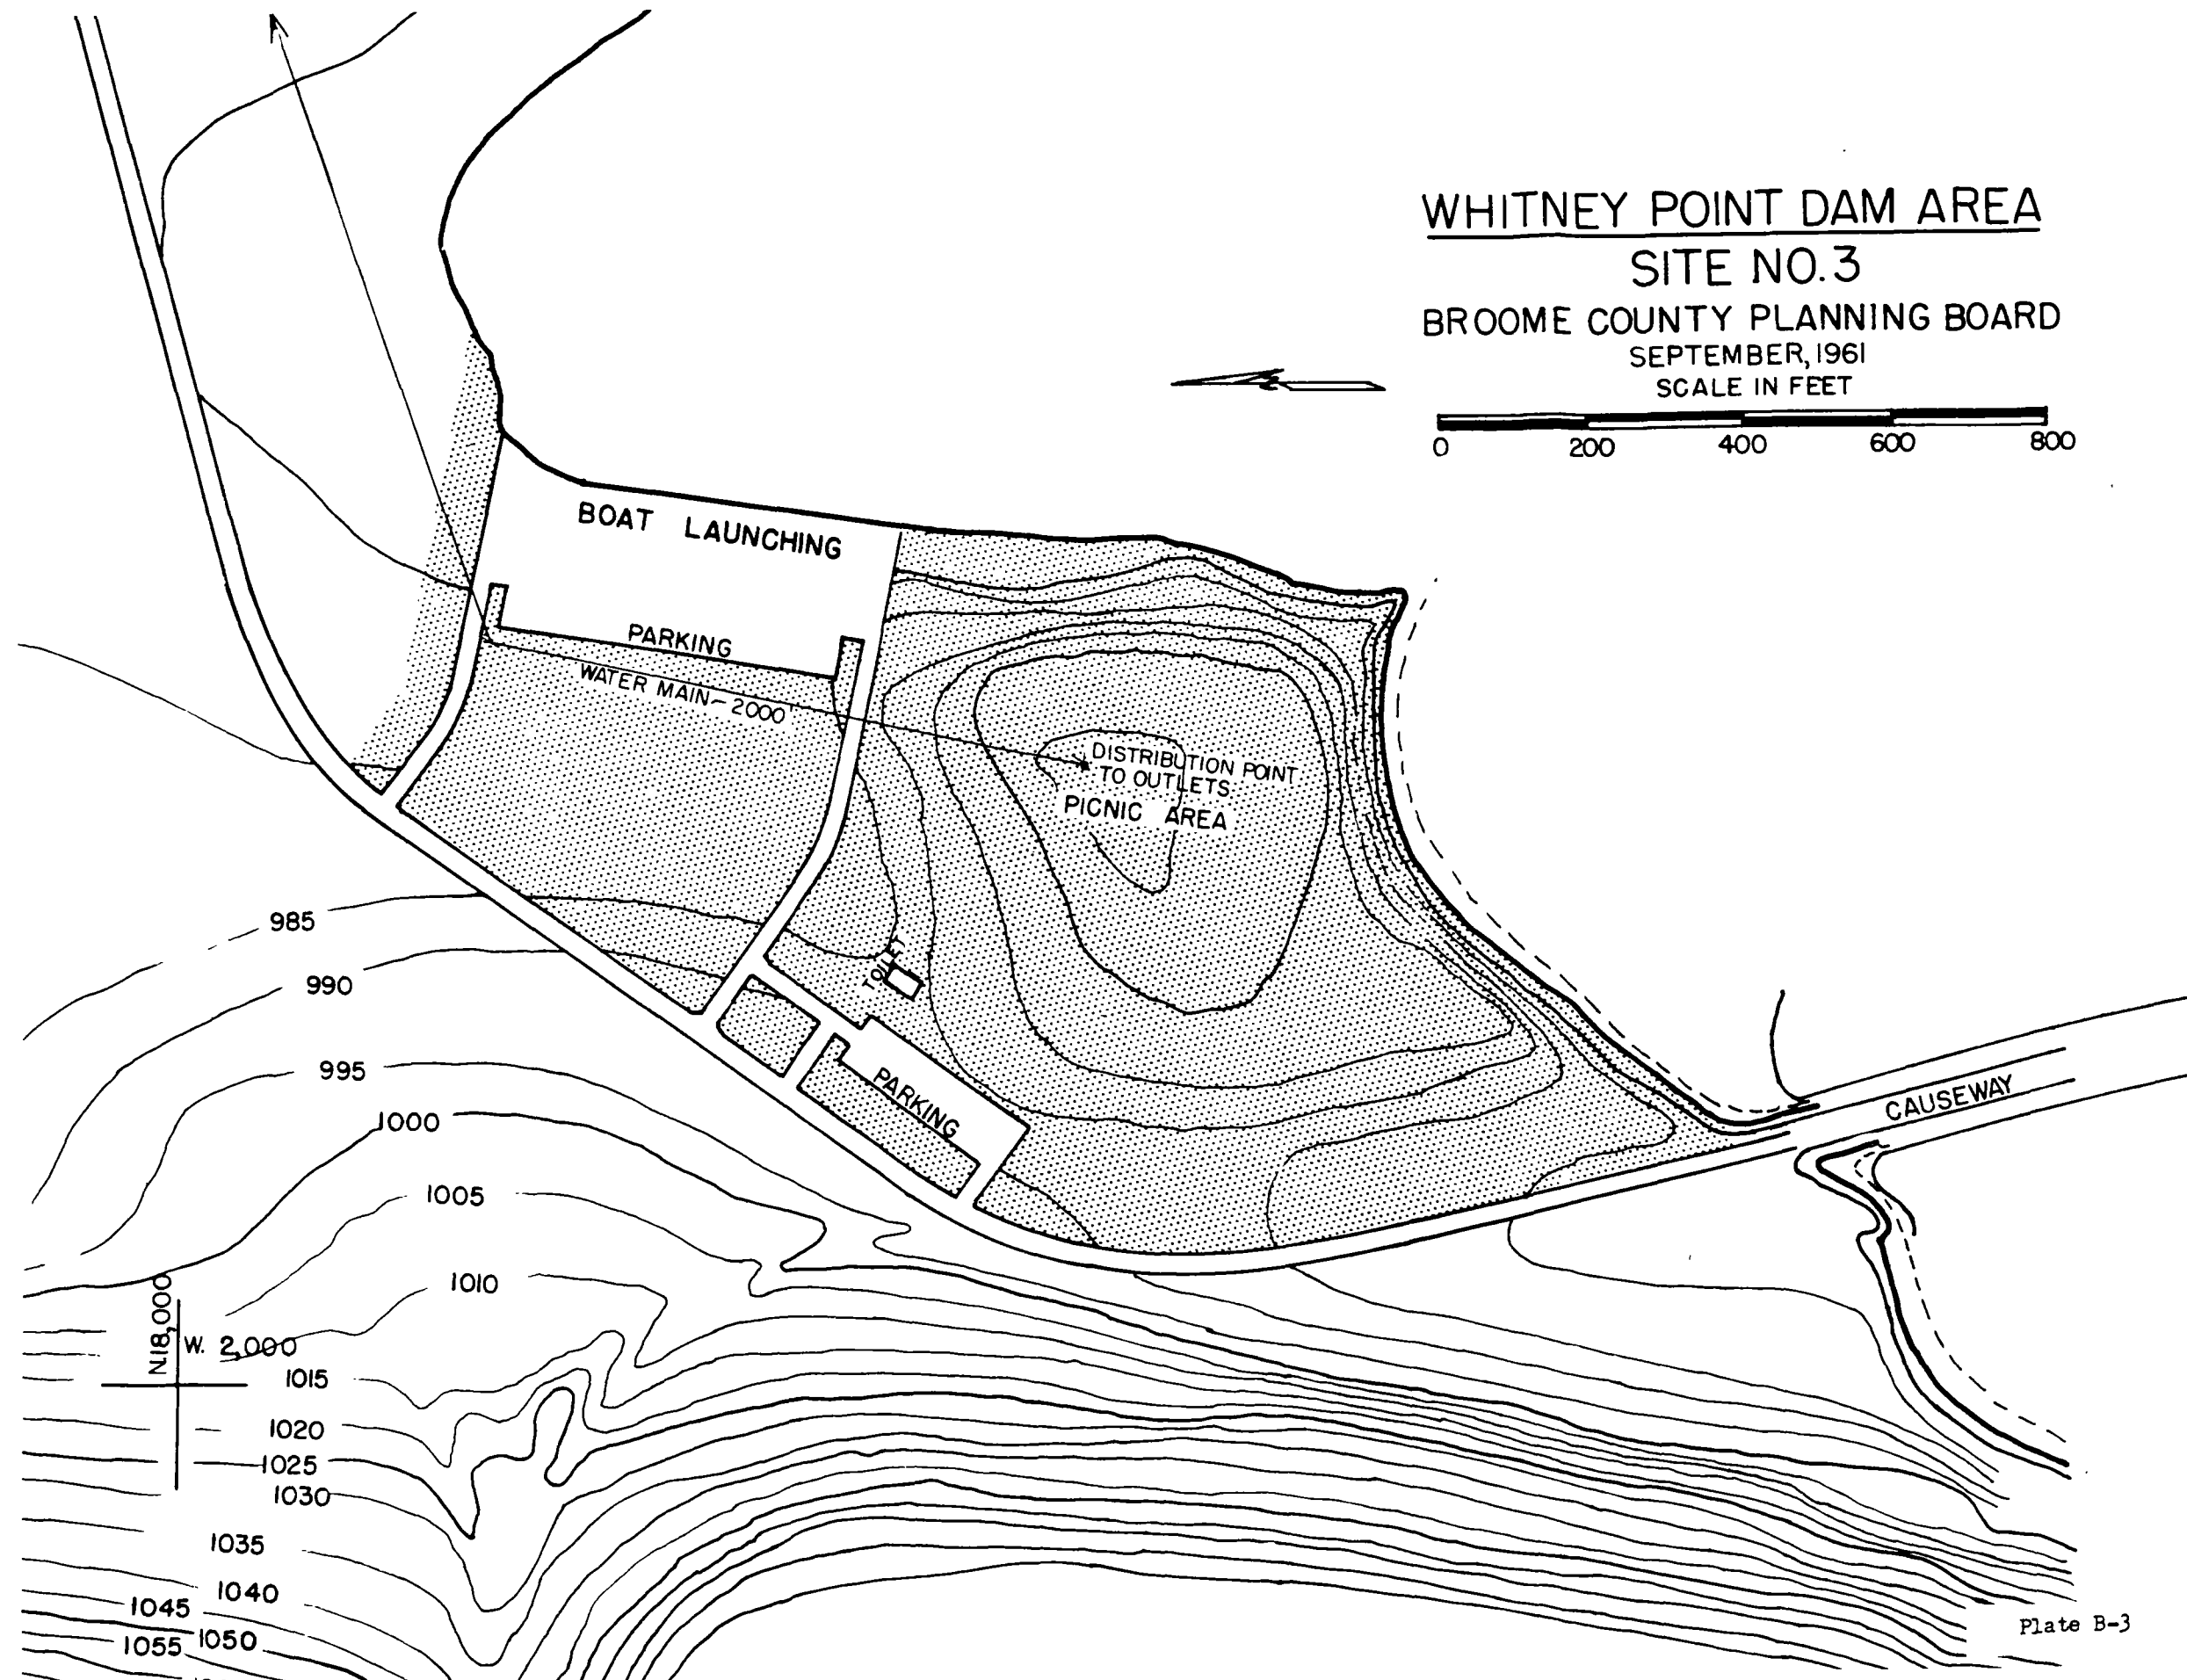 WHITNEY POINT DAM AREA
SITE NO. 3
BROOME COUNTY PLANNING BOARD
SEPTEMBER, 1961
SCALE IN FEET
0 200 400 600 800
BOAT LAUNCHING
PARKING
WATER MAIN - 2000
DISTRIBUTION POINT
TO OUTLETS
PICNIC AREA
TOILET
PARKING
CAUSEWAY
985
990
995
1000
1005
1010
N.18,000
W. 2,000
1015
1020
1025
1030
1035
1040
1045
1050
1055
Plate B-3